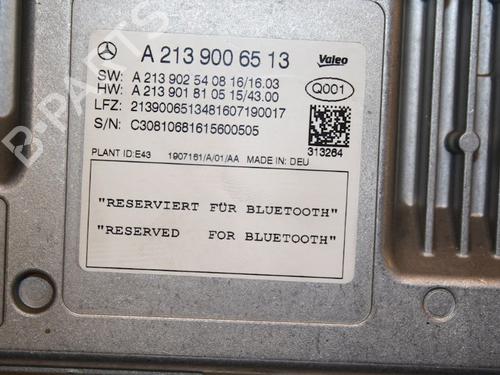 A 213 900 65 13
Valeo
SW: A 213 902 54 08 16/16.03
HW: A 213 901 81 05 15/43.00
Q001
LFZ: 2139006513481607190017
S/N: C30810681615600505
313264
PLANT ID:E43 1907161/A/01/AA MADE IN: DEU
"RESERVIERT FÜR BLUETOOTH"
"RESERVED FOR BLUETOOTH"